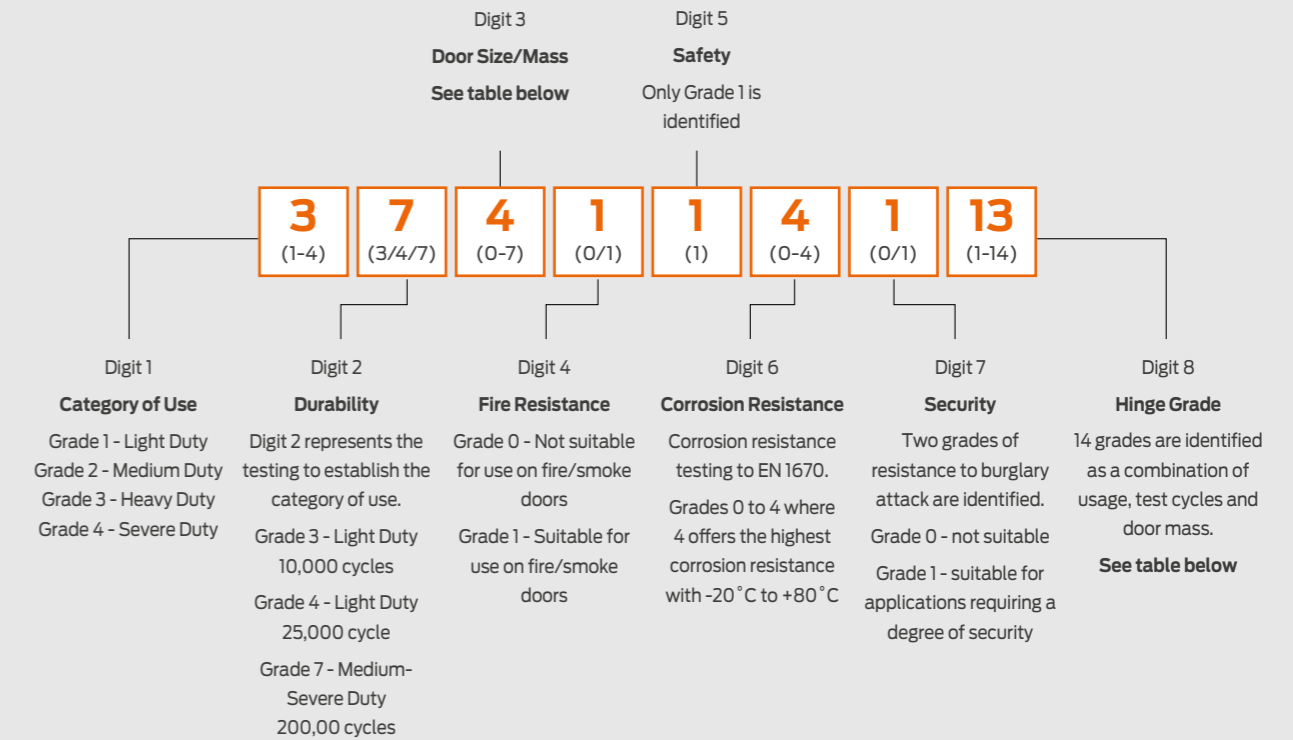 Digit 3
Door Size/Mass
See table below
Digit 5
Safety
Only Grade 1 is
identified
3
(1-4)
7
(3/4/7)
4
(0-7)
1
(0/1)
1
(1)
4
(0-4)
1
(0/1)
13
(1-14)
Digit 1
Category of Use
Grade 1 - Light Duty
Grade 2 - Medium Duty
Grade 3 - Heavy Duty
Grade 4 - Severe Duty
Digit 2
Durability
Digit 2 represents the
testing to establish the
category of use.
Grade 3 - Light Duty
10,000 cycles
Grade 4 - Light Duty
25,000 cycle
Grade 7 - Medium-
Severe Duty
200,00 cycles
Digit 4
Fire Resistance
Grade 0 - Not suitable
for use on fire/smoke
doors
Grade 1 - Suitable for
use on fire/smoke
doors
Digit 6
Corrosion Resistance
Corrosion resistance
testing to EN 1670.
Grades 0 to 4 where
4 offers the highest
corrosion resistance
with -20˚C to +80˚C
Digit 7
Security
Two grades of
resistance to burglary
attack are identified.
Grade 0 - not suitable
Grade 1 - suitable for
applications requiring a
degree of security
Digit 8
Hinge Grade
14 grades are identified
as a combination of
usage, test cycles and
door mass.
See table below